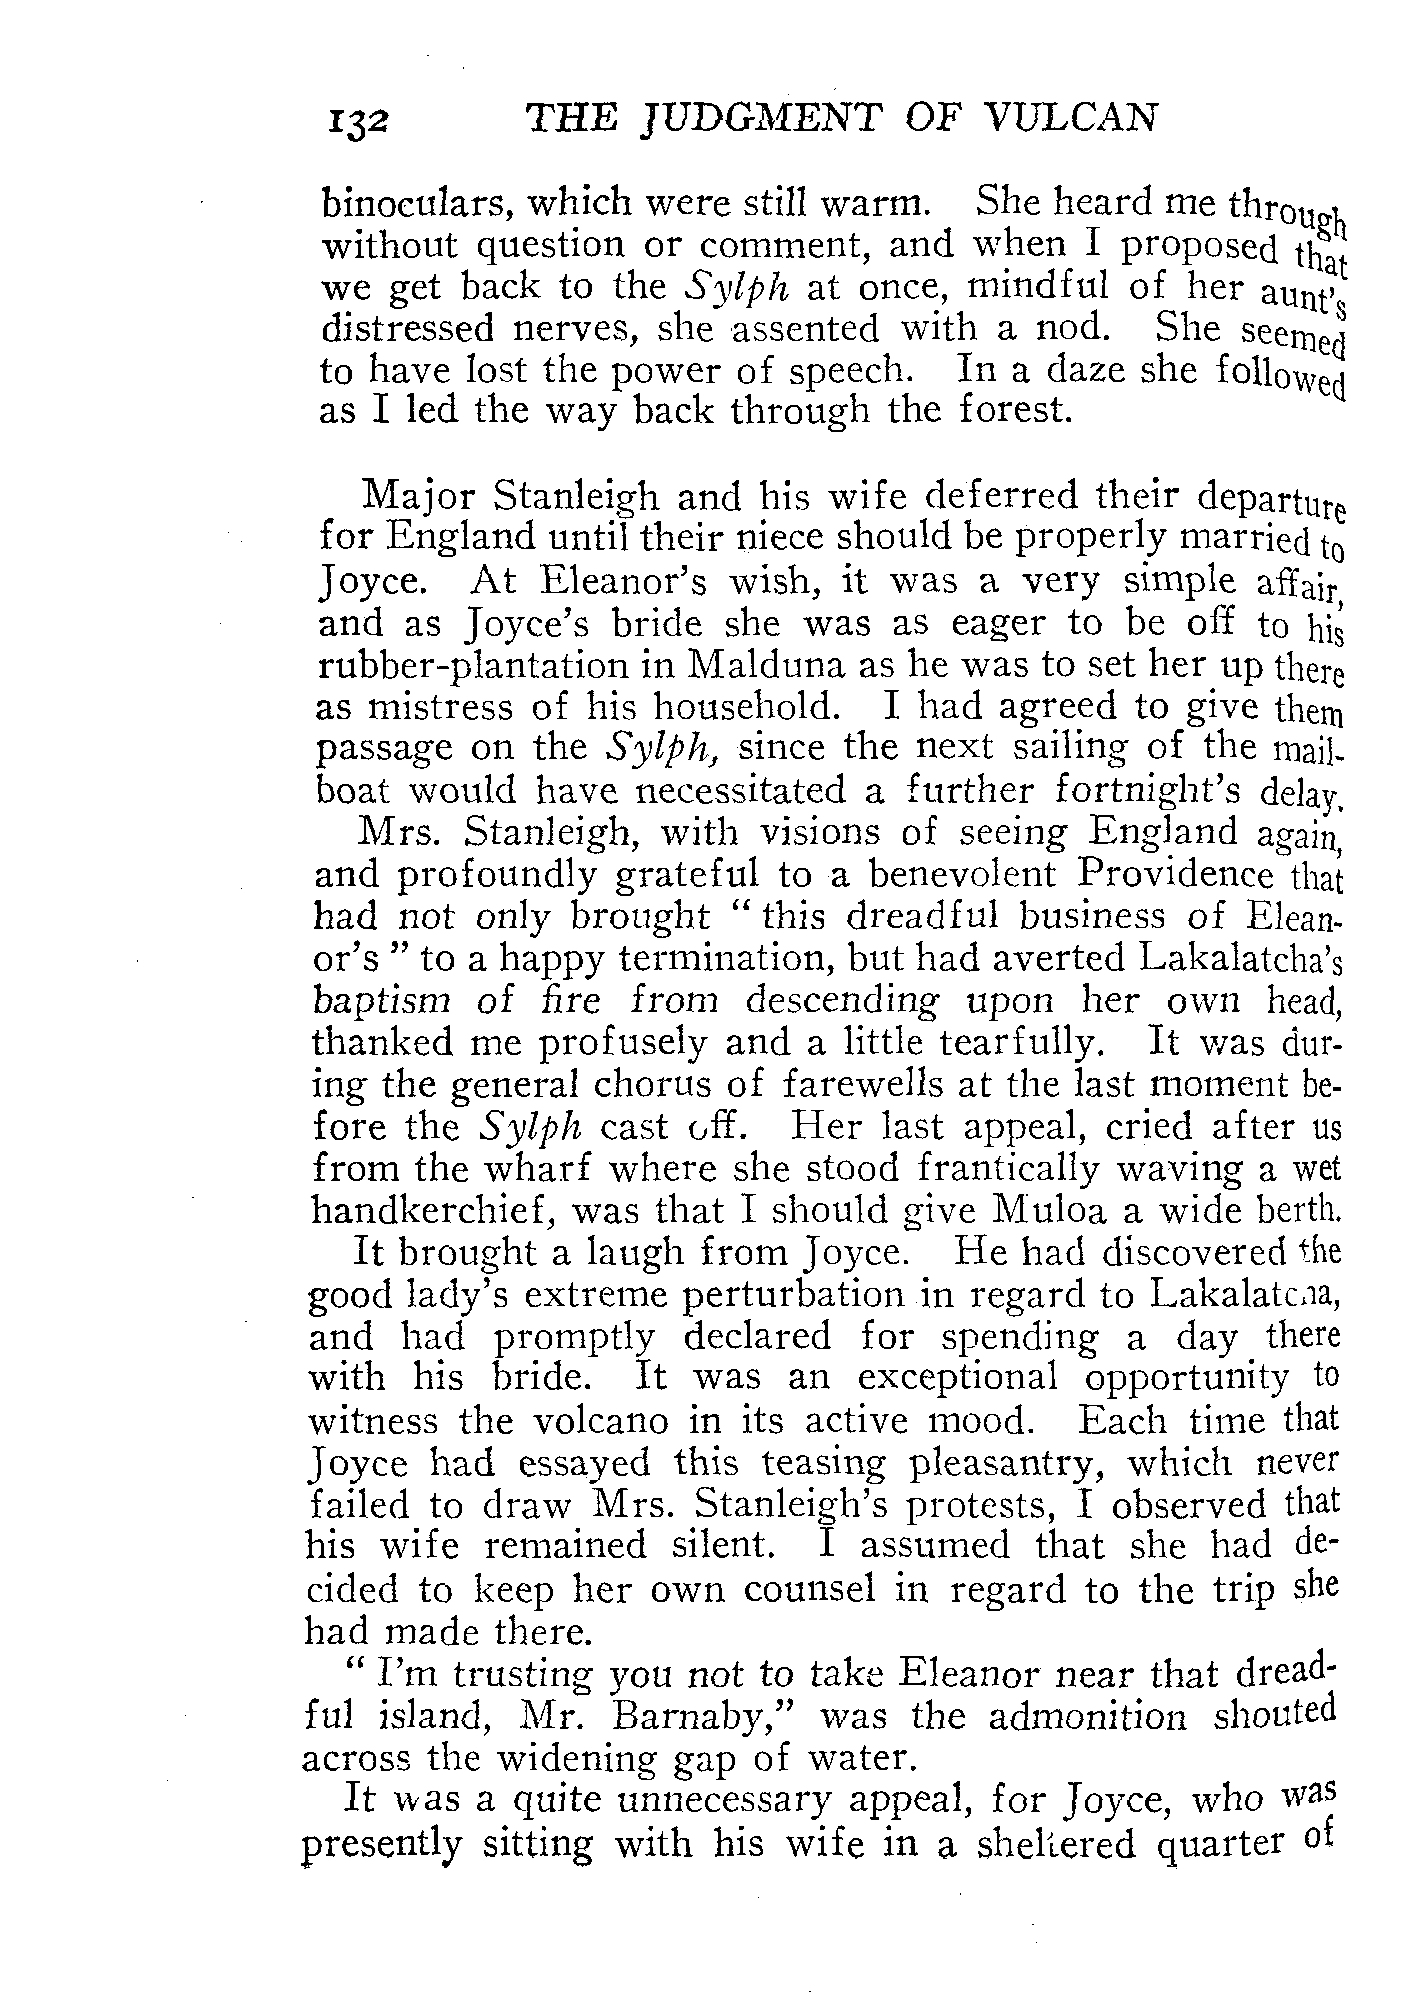 132 THE JUDGMENT OF VULCAN
binoculars, which were still warm. She heard me through
without question or comment, and when I proposed that
we get back to the Sylph at once, mindful of her aunt's
distressed nerves, she assented with a nod. She seemed
to have lost the power of speech. In a daze she followed
as I led the way back through the forest.
Major Stanleigh and his wife deferred their departure
for England until their niece should be properly married to
Joyce. At Eleanor's wish, it was a very simple affair,
and as Joyce's bride she was as eager to be off to his
rubber-plantation in Malduna as he was to set her up there
as mistress of his household. I had agreed to give them
passage on the Sylph, since the next sailing of the mail-
boat would have necessitated a further fortnight's delay.
Mrs. Stanleigh, with visions of seeing England again,
and profoundly grateful to a benevolent Providence that
had not only brought " this dreadful business of Elean-
or's " to a happy termination, but had averted Lakalatcha's
baptism of fire from descending upon her own head,
thanked me profusely and a little tearfully. It was dur-
ing the general chorus of farewells at the last moment be-
fore the Sylph cast off. Her last appeal, cried after us
from the wharf where she stood frantically waving a wet
handkerchief, was that I should give Muloa a wide berth.
It brought a laugh from Joyce. He had discovered the
good lady's extreme perturbation in regard to Lakalatcha,
and had promptly declared for spending a day there
with his bride. It was an exceptional opportunity to
witness the volcano in its active mood. Each time that
Joyce had essayed this teasing pleasantry, which never
failed to draw Mrs. Stanleigh's protests, I observed that
his wife remained silent. I assumed that she had de-
cided to keep her own counsel in regard to the trip she
had made there.
" I'm trusting you not to take Eleanor near that dread-
ful island, Mr. Barnaby," was the admonition shouted
across the widening gap of water.
It was a quite unnecessary appeal, for Joyce, who was
presently sitting with his wife in a sheltered quarter of